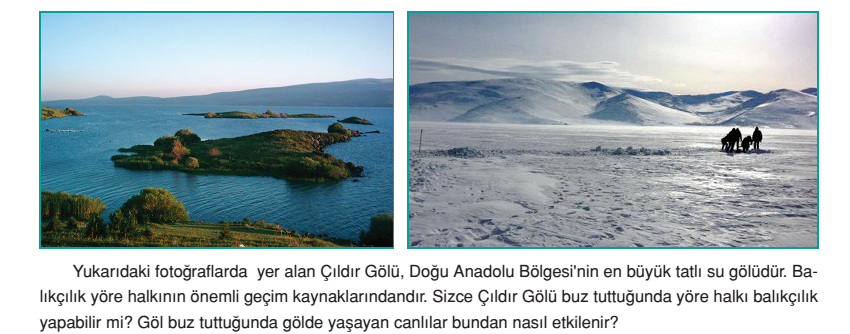 Yukarıdaki fotoğraflarda yer alan Çıldır Gölü, Doğu Anadolu Bölgesi'nin en büyük tatlı su gölüdür. Ba-
lıkçılık yöre halkının önemli geçim kaynaklarındandır. Sizce Çıldır Gölü buz tuttuğunda yöre halkı balıkçılık
yapabilir mi? Göl buz tuttuğunda gölde yaşayan canlılar bundan nasıl etkilenir?